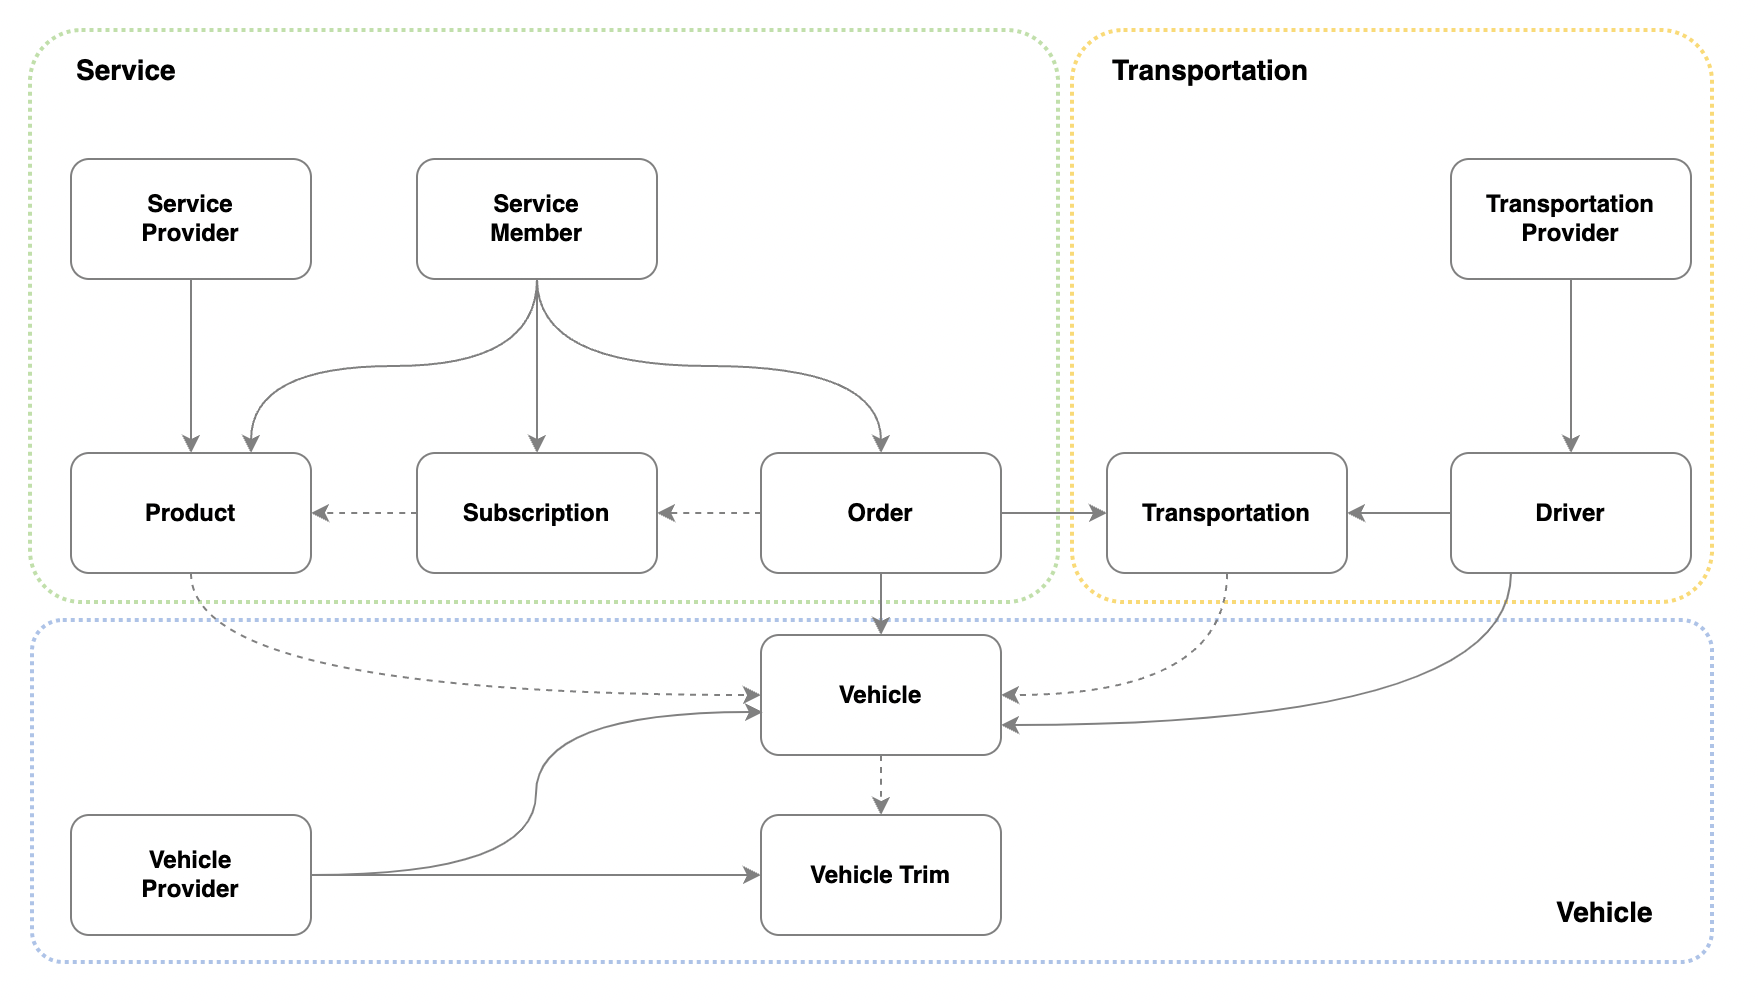 Service
Transportation
Service
Provider
Service
Member
Transportation
Provider
Product
Subscription
Order
Transportation
Driver
Vehicle
Vehicle
Provider
Vehicle Trim
Vehicle